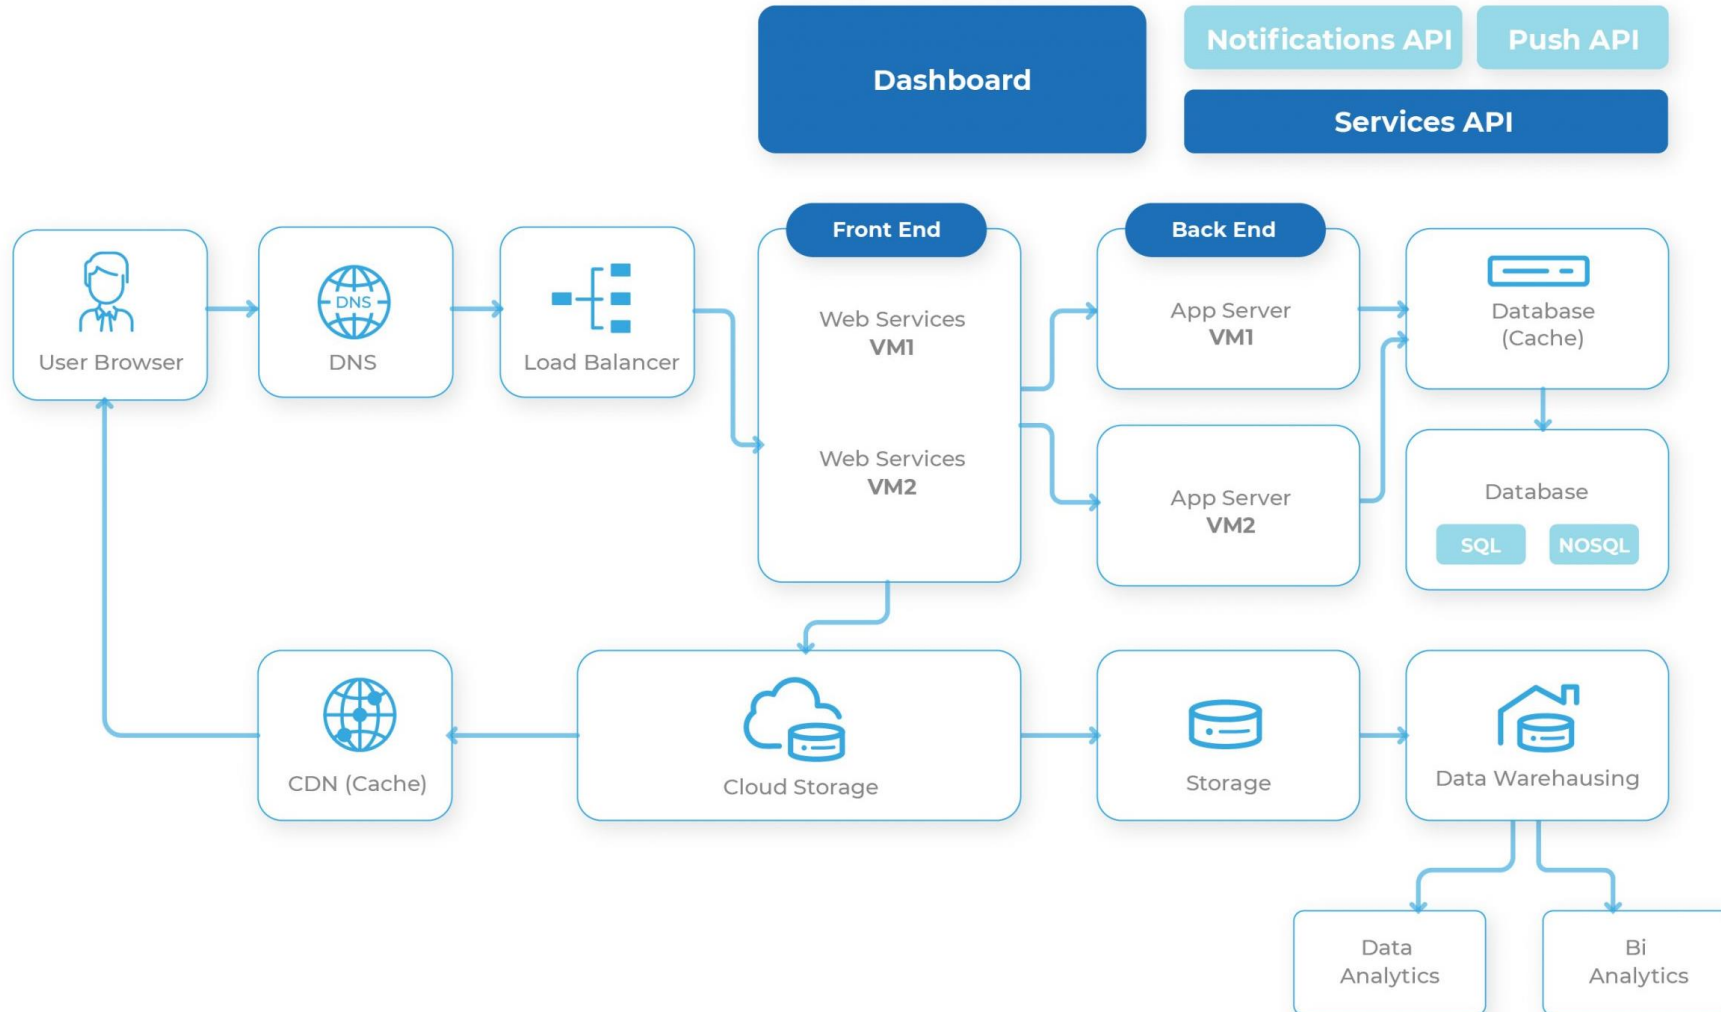 Dashboard
Notifications API
Push API
Services API
Front End
Back End
User Browser
DNS
DNS
Load Balancer
Web Services
VM1
Web Services
VM2
App Server
VM1
App Server
VM2
Database
(Cache)
Database
SQL
NOSQL
CDN (Cache)
Cloud Storage
Storage
Data Warehausing
Data
Analytics
Bi
Analytics